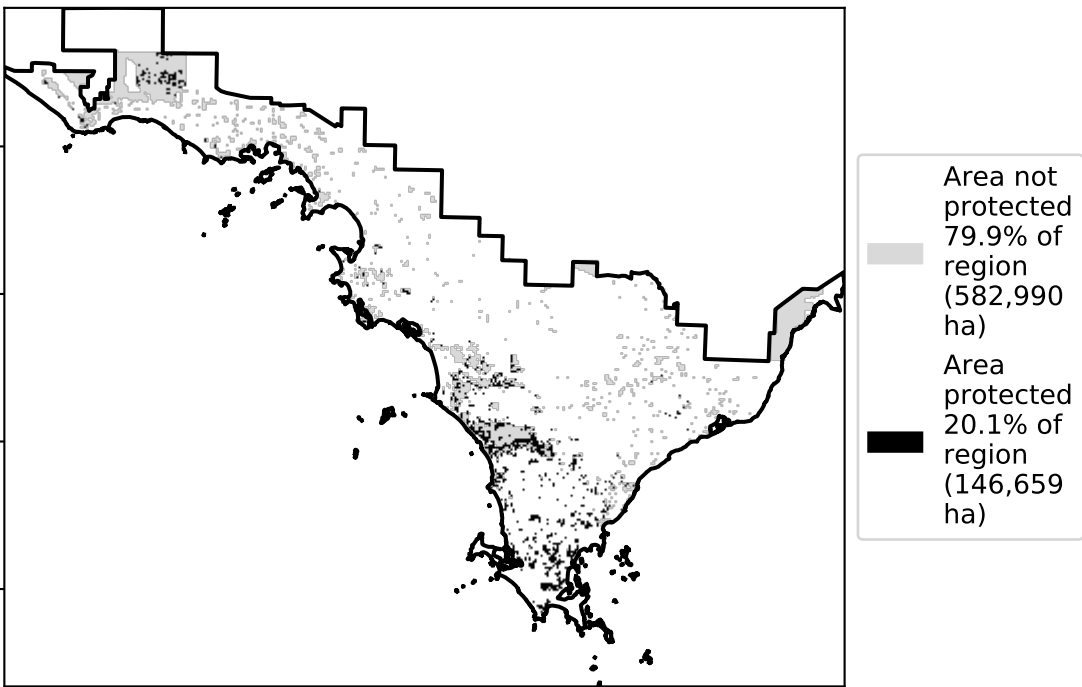 Area not
protected
79.9% of
region
(582,990
ha)
Area
protected
20.1% of
region
(146,659
ha)